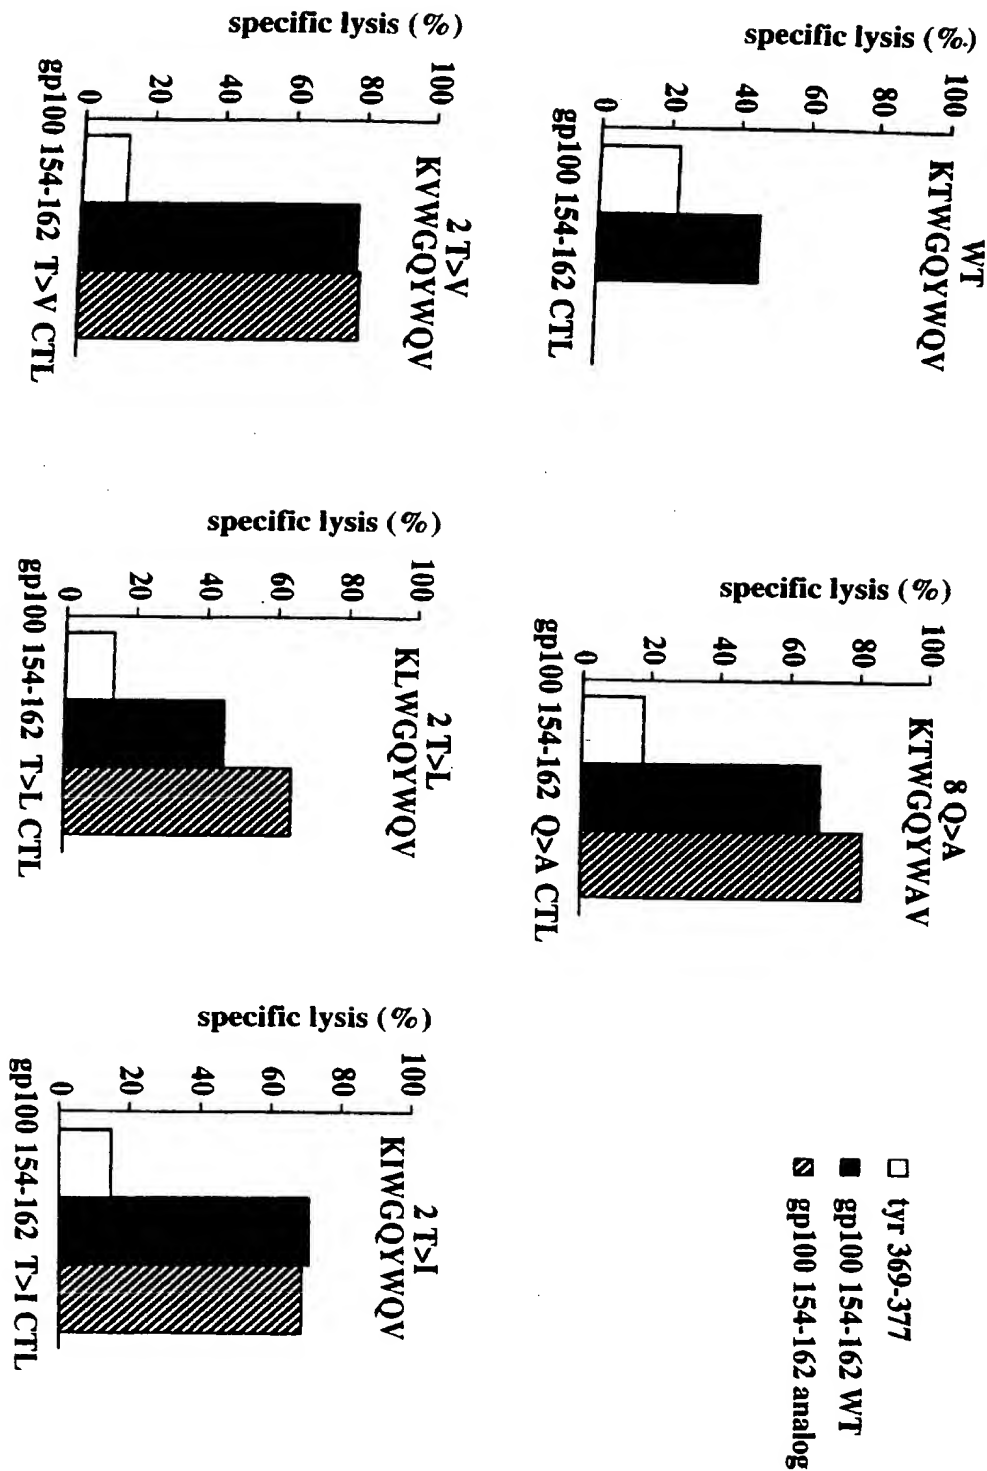 WT
KTWGQYWQV
specific lysis (%)
100
80
60
40
20
0
gp100 154-162 CTL
8 Q>A
KTWGQYWAV
specific lysis (%)
100
80
60
40
20
0
gp100 154-162 Q>A CTL
tyr 369-377
gp100 154-162 WT
gp100 154-162 analog
2 T>V
KVWGQYWQV
specific lysis (%)
100
80
60
40
20
0
gp100 154-162 T>V CTL
2 T>L
KLWGQYWQV
specific lysis (%)
100
80
60
40
20
0
gp100 154-162 T>L CTL
2 T>I
KIWGQYWQV
specific lysis (%)
100
80
60
40
20
0
gp100 154-162 T>I CTL